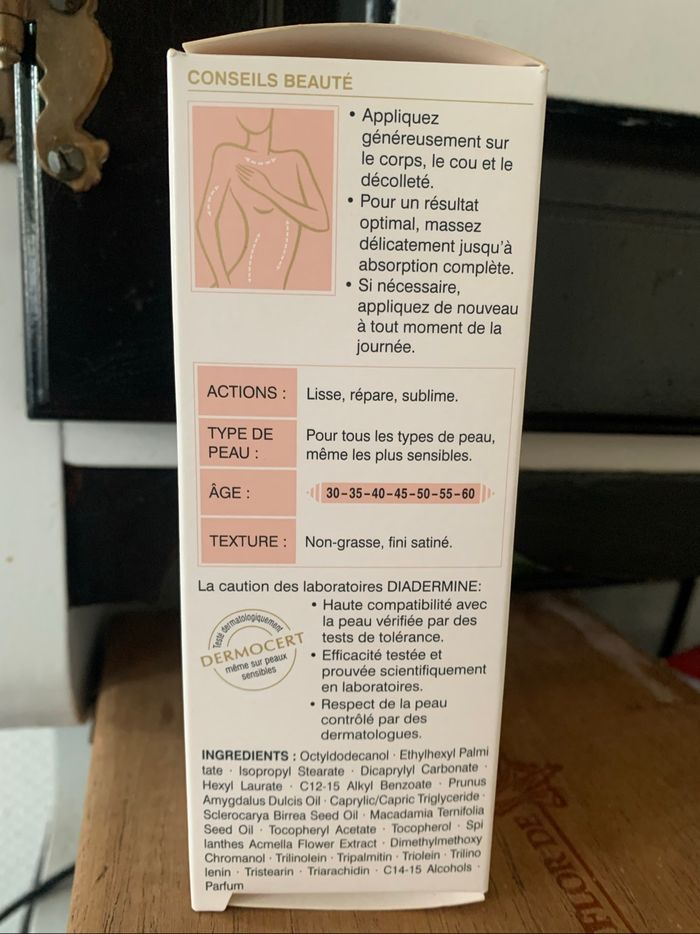 CONSEILS BEAUTÉ
• Appliquez
généreusement sur
le corps, le cou et le
décolleté.
• Pour un résultat
optimal, massez
délicatement jusqu'à
absorption complète.
• Si nécessaire,
appliquez de nouveau
à tout moment de la
journée.
ACTIONS : Lisse, répare, sublime.
TYPE DE
PEAU :
Pour tous les types de peau,
même les plus sensibles.
ÂGE : 30–35–40–45–50–55–60
TEXTURE : Non-grasse, fini satiné.
La caution des laboratoires DIADERMINE:
Testé dermatologiquement
DERMOCERT
même sur peaux
sensibles
• Haute compatibilité avec
la peau vérifiée par des
tests de tolérance.
• Efficacité testée et
prouvée scientifiquement
en laboratoires.
• Respect de la peau
contrôlé par des
dermatologues.
INGREDIENTS : Octyldodecanol · Ethylhexyl Palmi
tate · Isopropyl Stearate · Dicaprylyl Carbonate ·
Hexyl Laurate · C12-15 Alkyl Benzoate · Prunus
Amygdalus Dulcis Oil · Caprylic/Capric Triglyceride ·
Sclerocarya Birrea Seed Oil · Macadamia Ternifolia
Seed Oil · Tocopheryl Acetate · Tocopherol · Spi
lanthes Acmella Flower Extract · Dimethylmethoxy
Chromanol · Trilinolein · Tripalmitin · Triolein · Trilino
lenin · Tristearin · Triarachidin · C14-15 Alcohols ·
Parfum
FLOR DE